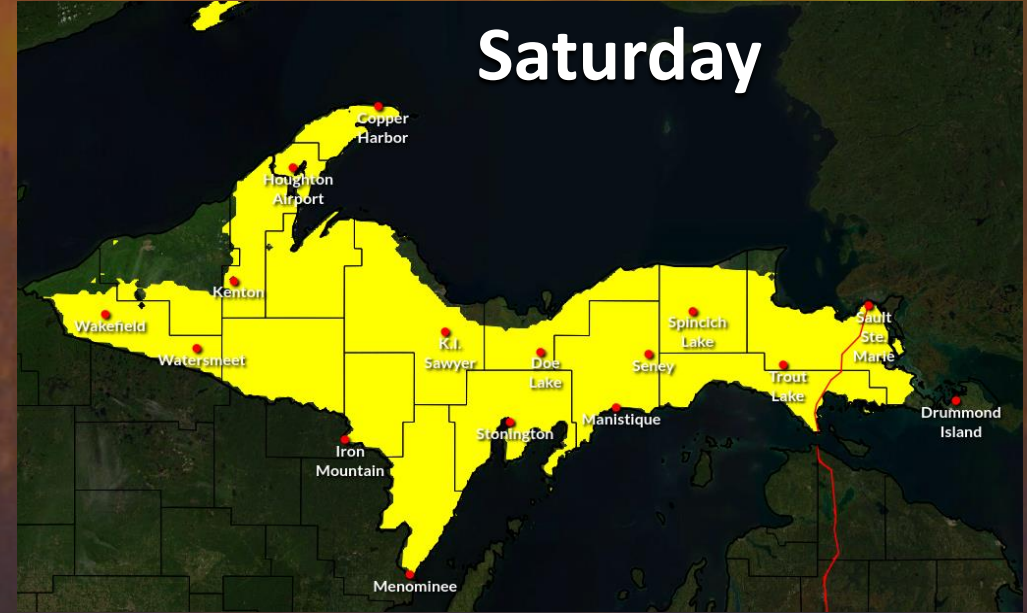 Saturday
Copper
Harbor
Houghton
Airport
Kenton
Wakefield
Watersmeet
K.I.
Sawyer
Doe
Lake
Seney
Spincich
Lake
Sault
Ste.
Marie
Trout
Lake
Drummond
Island
Manistique
Stonington
Iron
Mountain
Menominee